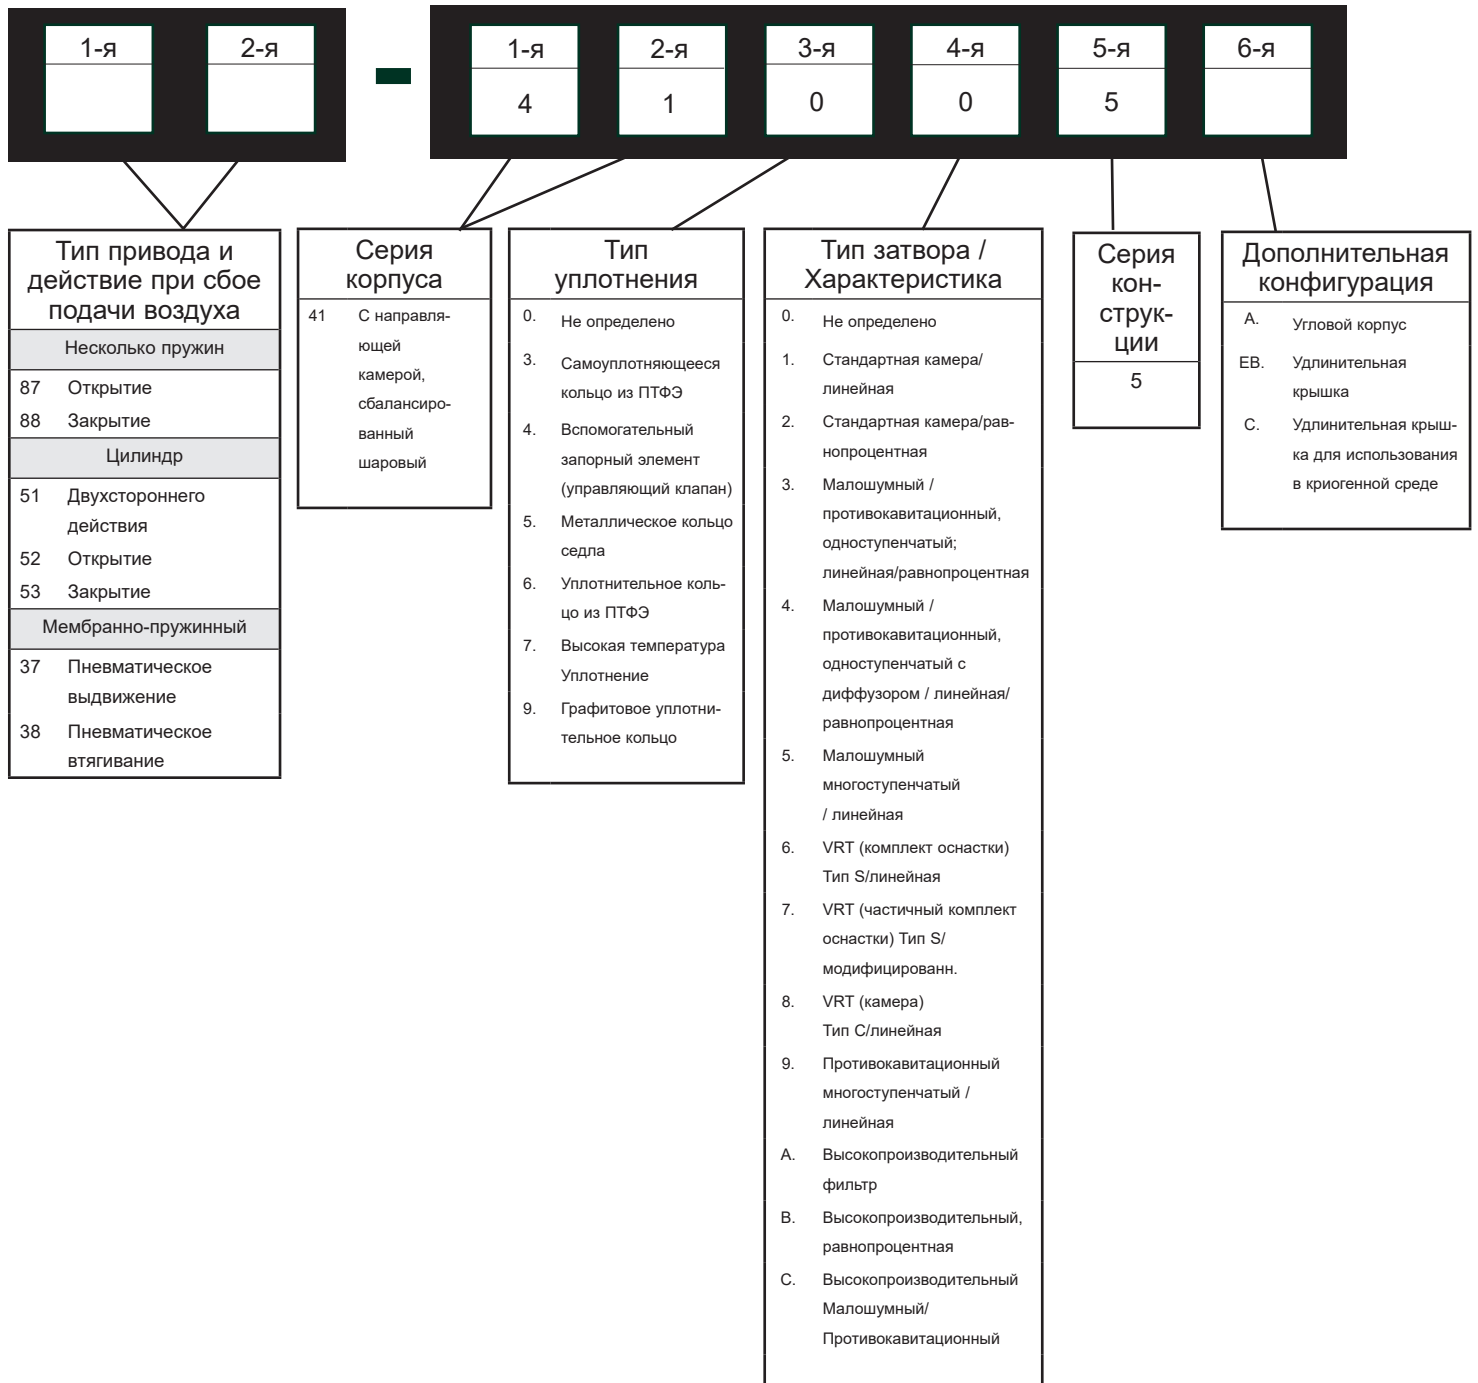 1-я
2-я
1-я
2-я
3-я
4-я
5-я
6-я
4
1
0
0
5
Тип привода и
действие при сбое
подачи воздуха
Несколько пружин
87 Открытие
88 Закрытие
Цилиндр
51 Двухстороннего
действия
52 Открытие
53 Закрытие
Мембранно-пружинный
37 Пневматическое
выдвижение
38 Пневматическое
втягивание
Серия
корпуса
41 С направля-
ющей
камерой,
сбалансиро-
ванный
шаровый
Тип
уплотнения
0. Не определено
3. Самоуплотняющееся
кольцо из ПТФЭ
4. Вспомогательный
запорный элемент
(управляющий клапан)
5. Металлическое кольцо
седла
6. Уплотнительное коль-
цо из ПТФЭ
7. Высокая температура
Уплотнение
9. Графитовое уплотни-
тельное кольцо
Тип затвора /
Характеристика
0. Не определено
1. Стандартная камера/
линейная
2. Стандартная камера/рав-
нопроцентная
3. Малошумный /
противокавитационный,
одноступенчатый;
линейная/равнопроцентная
4. Малошумный /
противокавитационный,
одноступенчатый с
диффузором / линейная/
равнопроцентная
5. Малошумный
многоступенчатый
/ линейная
6. VRT (комплект оснастки)
Тип S/линейная
7. VRT (частичный комплект
оснастки) Тип S/
модифицированн.
8. VRT (камера)
Тип C/линейная
9. Противокавитационный
многоступенчатый /
линейная
A. Высокопроизводительный
фильтр
B. Высокопроизводительный,
равнопроцентная
C. Высокопроизводительный
Малошумный/
Противокавитационный
Серия
кон-
струк-
ции
5
Дополнительная
конфигурация
A. Угловой корпус
EB. Удлинительная
крышка
C. Удлинительная крыш-
ка для использования
в криогенной среде